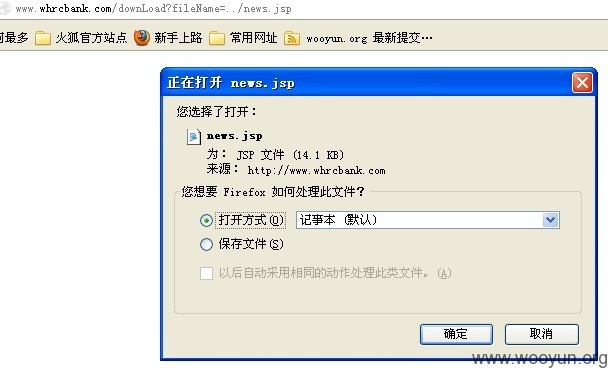 www.whrcbank.com/downLoad?fileName=../news.jsp
问最多 火狐官方站点 新手上路 常用网址 wooyun.org 最新提交…
正在打开 news.jsp
您选择了打开：
news.jsp
为： JSP 文件 (14.1 KB)
来源： http://www.whrcbank.com
您想要 Firefox 如何处理此文件？
打开方式(O) 记事本 (默认)
保存文件(S)
以后自动采用相同的动作处理此类文件。(A)
确定 取消
www.wooyun.org